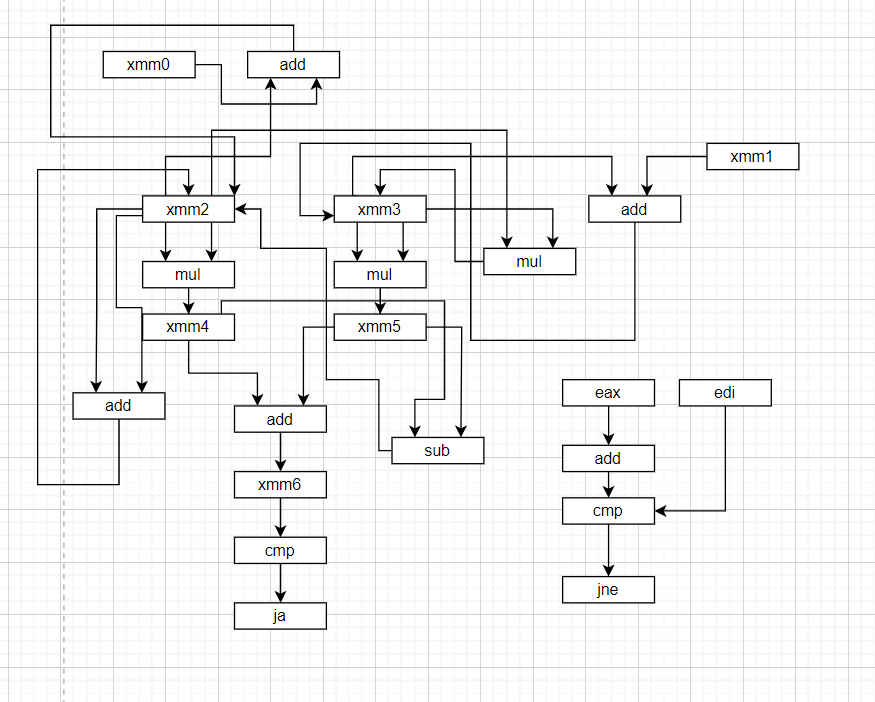 xmm0
add
xmm1
xmm2
xmm3
add
mul
mul
mul
xmm4
xmm5
eax
edi
add
add
sub
add
xmm6
cmp
cmp
jne
ja